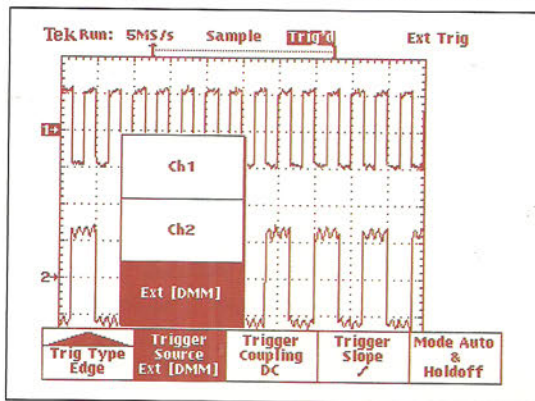 Tek Run: 5MS/s Sample Trig'd Ext Trig
1
Ch1
Ch2
2
Ext [DMM]
Trig Type
Edge
Trigger
Source
Ext [DMM]
Trigger
Coupling
DC
Trigger
Slope
Mode Auto
&
Holdoff